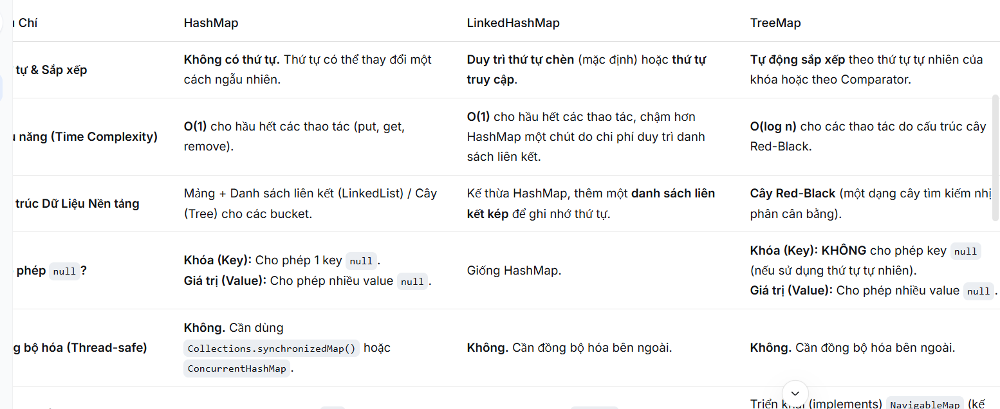 Chí HashMap LinkedHashMap TreeMap
tự & Sắp xếp
Không có thứ tự. Thứ tự có thể thay đổi một
cách ngẫu nhiên.
Duy trì thứ tự chèn (mặc định) hoặc thứ tự
truy cập.
Tự động sắp xếp theo thứ tự tự nhiên của
khóa hoặc theo Comparator.
năng (Time Complexity)
O(1) cho hầu hết các thao tác (put, get,
remove).
O(1) cho hầu hết các thao tác, chậm hơn
HashMap một chút do chi phí duy trì danh
sách liên kết.
O(log n) cho các thao tác do cấu trúc cây
Red-Black.
trúc Dữ Liệu Nền tảng
Mảng + Danh sách liên kết (LinkedList) / Cây
(Tree) cho các bucket.
Kế thừa HashMap, thêm một danh sách liên
kết kép để ghi nhớ thứ tự.
Cây Red-Black (một dạng cây tìm kiếm nhị
phân cân bằng).
phép null?
Khóa (Key): Cho phép 1 key null.
Giá trị (Value): Cho phép nhiều value null.
Giống HashMap.
Khóa (Key): KHÔNG cho phép key null
(nếu sử dụng thứ tự tự nhiên).
Giá trị (Value): Cho phép nhiều value null.
bộ hóa (Thread-safe)
Không. Cần dùng
Collections.synchronizedMap() hoặc
ConcurrentHashMap.
Không. Cần đồng bộ hóa bên ngoài.
Không. Cần đồng bộ hóa bên ngoài.
Triển (implements) NavigableMap (kế